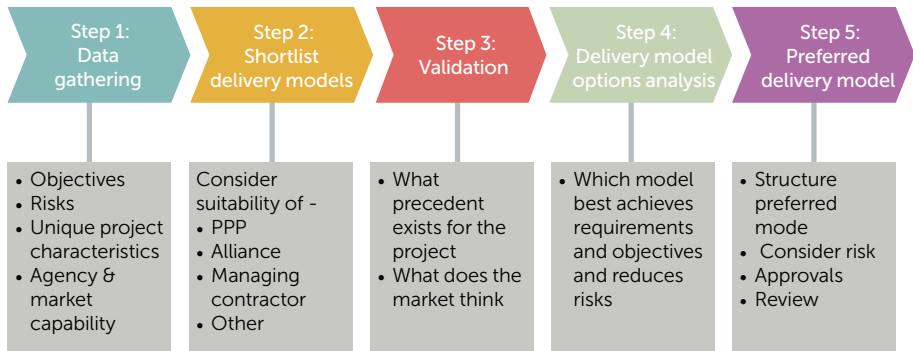 Step 1:
Data
gathering
Step 2:
Shortlist
delivery models
Step 3:
Validation
Step 4:
Delivery model
options analysis
Step 5:
Preferred
delivery model
• Objectives
• Risks
• Unique project
characteristics
• Agency &
market
capability
Consider
suitability of -
• PPP
• Alliance
• Managing
contractor
• Other
• What
precedent
exists for the
project
• What does the
market think
• Which model
best achieves
requirements
and objectives
and reduces
risks
• Structure
preferred
mode
• Consider risk
• Approvals
• Review